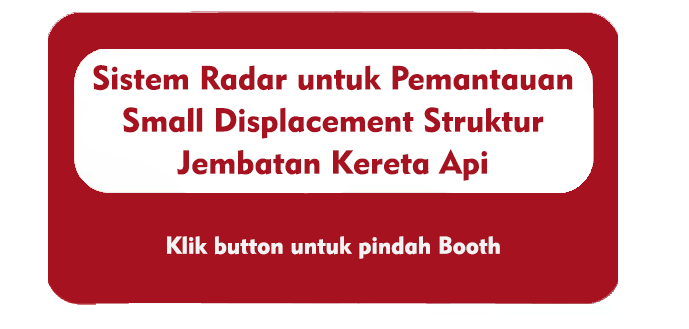 Sistem Radar untuk Pemantauan
Small Displacement Struktur
Jembatan Kereta Api
Klik button untuk pindah Booth